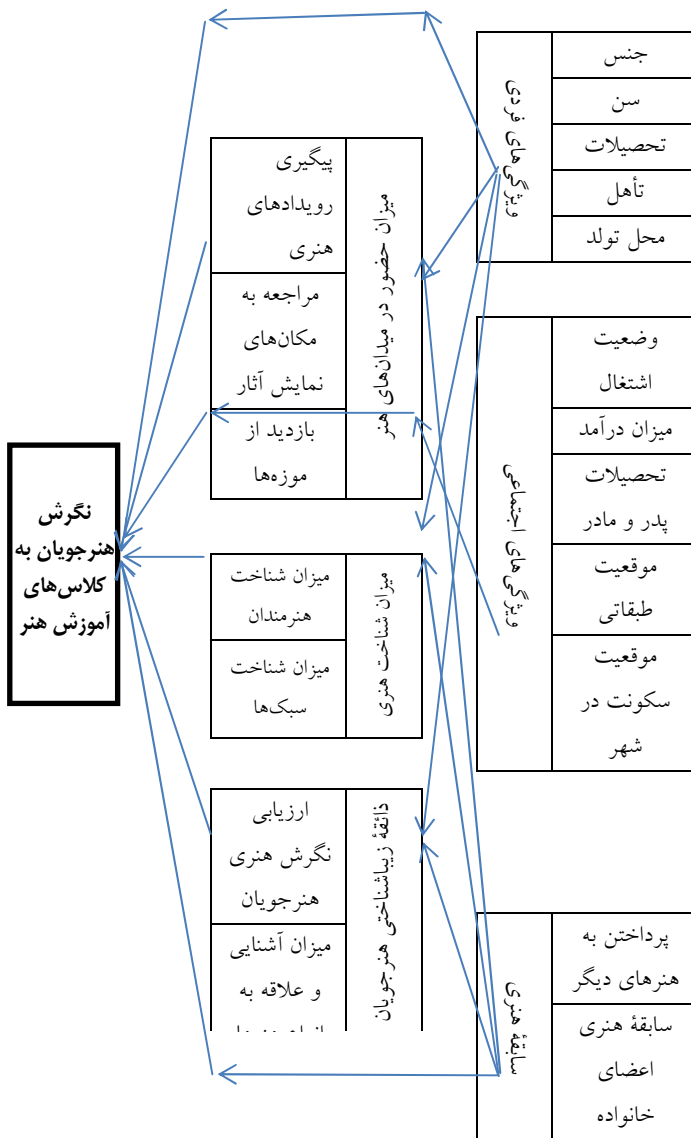 جنس
سن
تحصیلات
تأهل
محل تولد
ویژگی‌های فردی
وضعیت
اشتغال
میزان درآمد
تحصیلات
پدر و مادر
موقعیت
طبقاتی
موقعیت
سکونت در
شهر
ویژگی‌های اجتماعی
پرداختن به
هنرهای دیگر
سابقۀ هنری
اعضای
خانواده
سابقۀ هنری
میزان حضور در میدان‌های هنر
پیگیری
رویدادهای
هنری
مراجعه به
مکان‌های
نمایش آثار
بازدید از
موزه‌ها
میزان شناخت هنری
میزان شناخت
هنرمندان
میزان شناخت
سبک‌ها
ذائقۀ زیباشناختی هنرجویان
ارزیابی
نگرش هنری
هنرجویان
میزان آشنایی
و علاقه به
نگرش
هنرجویان به
کلاس‌های
آموزش هنر